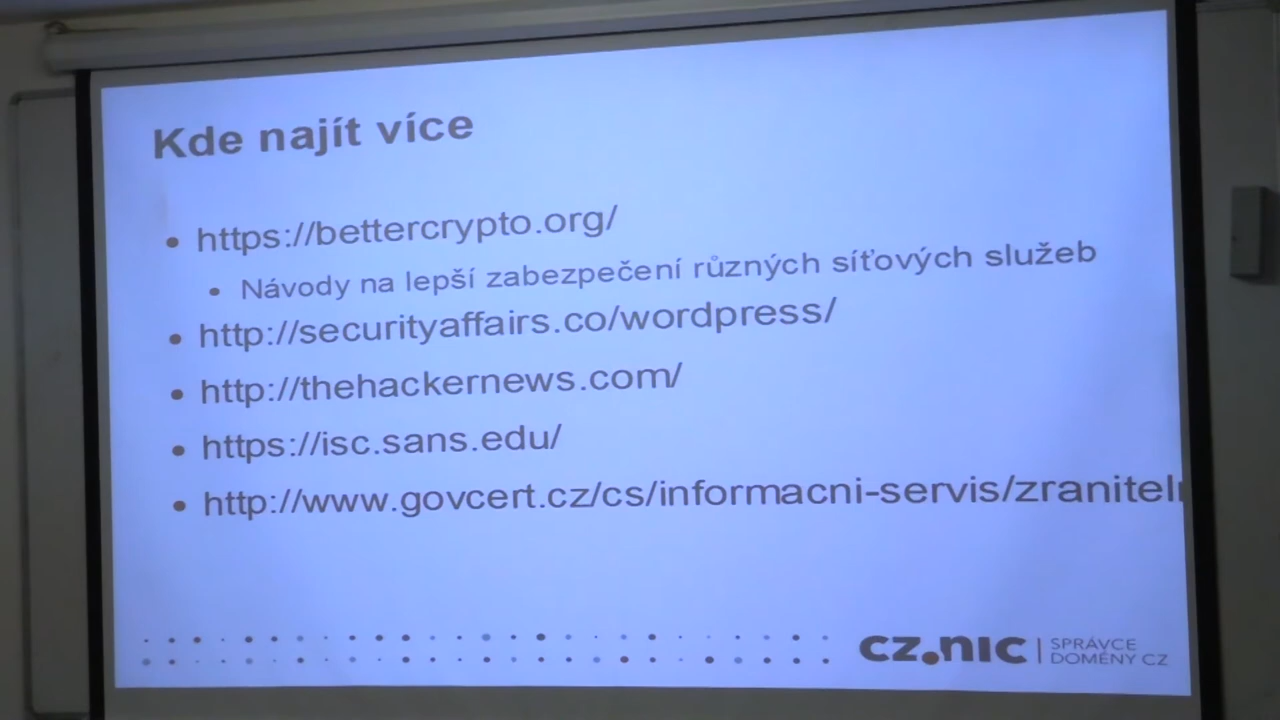 Kde najít více
https://bettercrypto.org/
Návody na lepší zabezpečení různých síťových služeb
http://securityaffairs.co/wordpress/
http://thehackernews.com/
https://isc.sans.edu/
http://www.govcert.cz/cs/informacni-servis/zraniteln
cz.nic | SPRÁVCE
DOMÉNY CZ